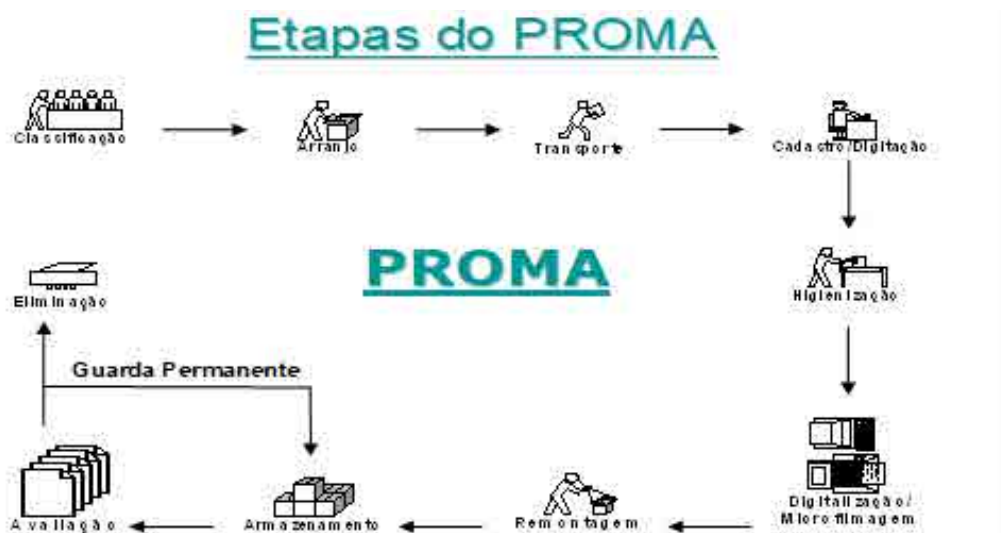 Etapas do PROMA
Classificação
Arranjo
Transporte
Cadastro/Digitação
PROMA
Eliminação
Higienização
Guarda Permanente
Avaliação
Armazenamento
Remontagem
Digitalização/
Microfilmagem